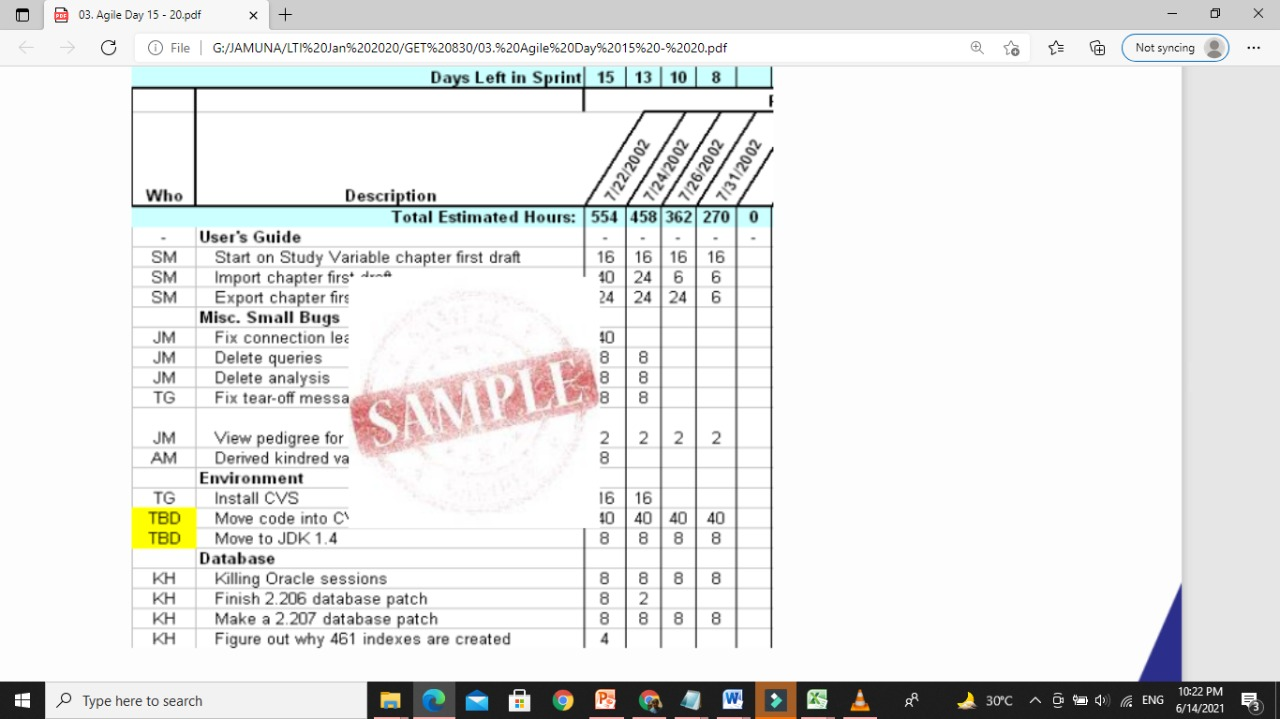 03. Agile Day 15 - 20.pdf
File G:/JAMUNA/LTI%20Jan%202020/GET%20830/03.%20Agile%20Day%2015%20-%2020.pdf Not syncing
Days Left in Sprint 15 13 10 8
7/22/2002 7/24/2002 7/26/2002 7/31/2002
Who Description
Total Estimated Hours: 554 458 362 270 0
- User's Guide - - - - -
SM Start on Study Variable chapter first draft 16 16 16 16
SM Import chapter first draft 40 24 6 6
SM Export chapter firs 24 24 24 6
Misc. Small Bugs
JM Fix connection lea 40
JM Delete queries 8 8
JM Delete analysis 8 8
TG Fix tear-off messa 8 8
SAMPLE
JM View pedigree for 2 2 2 2
AM Derived kindred va 8
Environment
TG Install CVS 16 16
TBD Move code into CV 40 40 40 40
TBD Move to JDK 1.4 8 8 8 8
Database
KH Killing Oracle sessions 8 8 8 8
KH Finish 2.206 database patch 8 2
KH Make a 2.207 database patch 8 8 8 8
KH Figure out why 461 indexes are created 4
Type here to search 30°C ENG 10:22 PM
6/14/2021 3